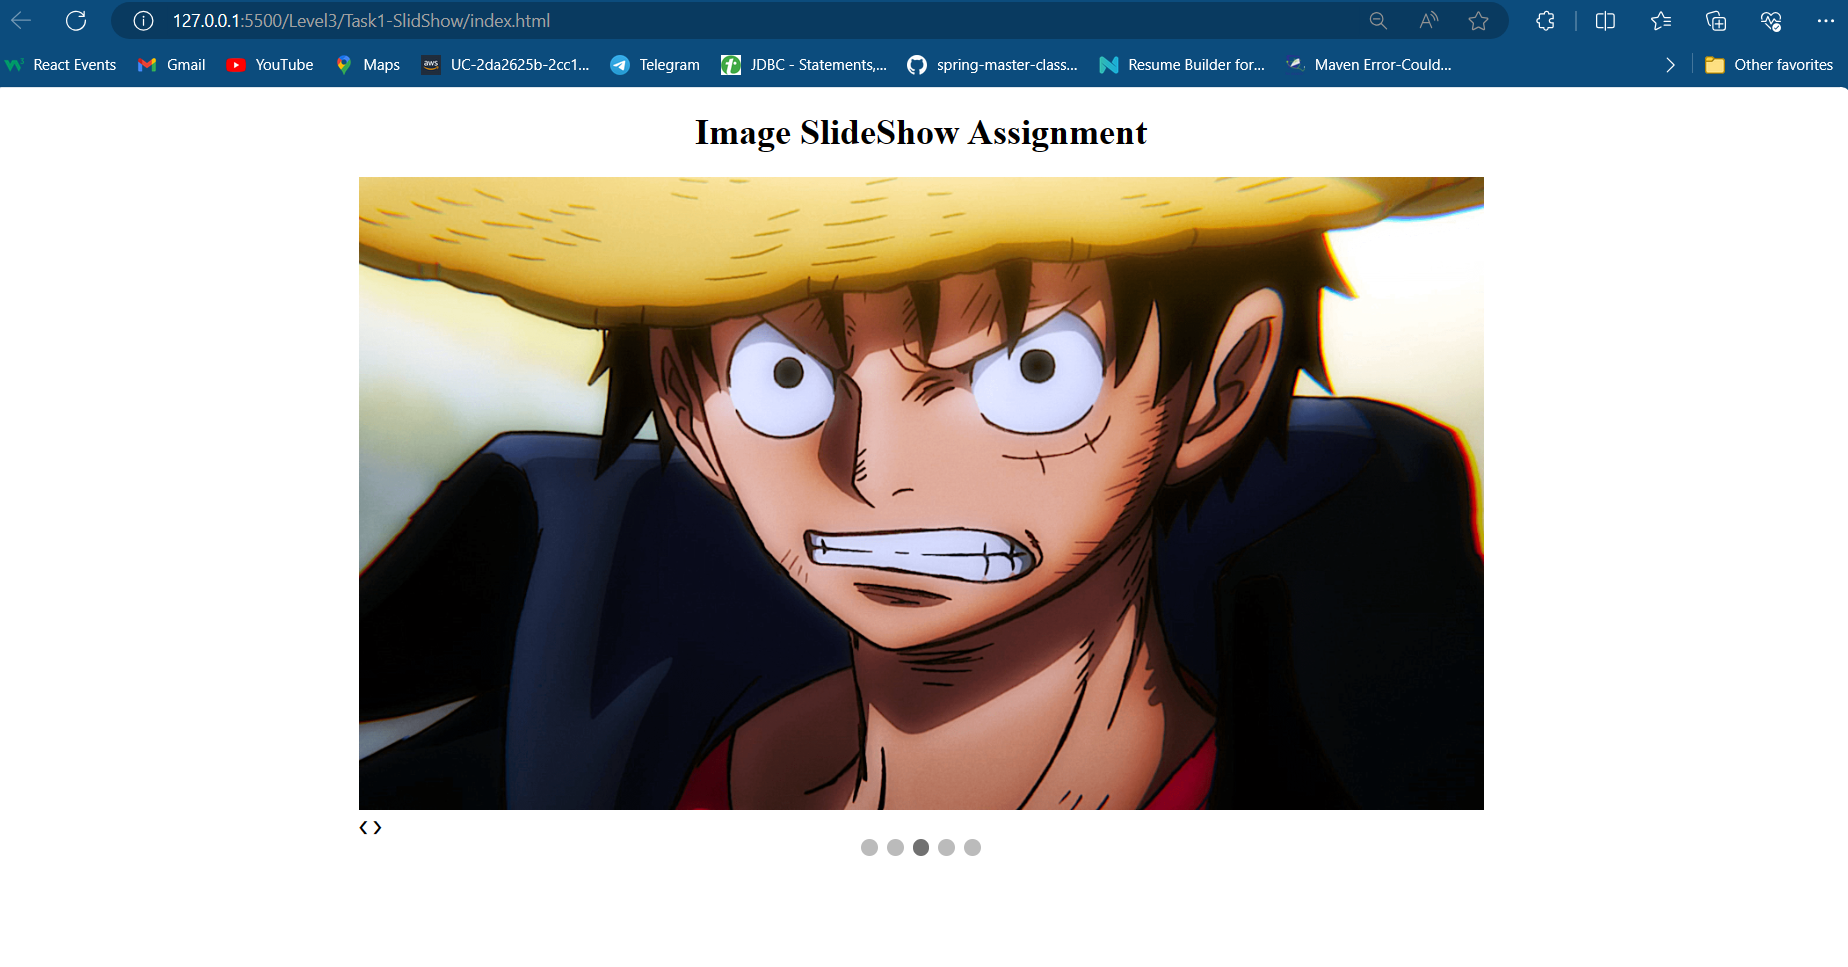 127.0.0.1:5500/Level3/Task1-SlidShow/index.html
React Events Gmail YouTube Maps aws UC-2da2625b-2cc1... Telegram JDBC - Statements,... spring-master-class... Resume Builder for... Maven Error-Could... Other favorites
Image SlideShow Assignment
‹ ›